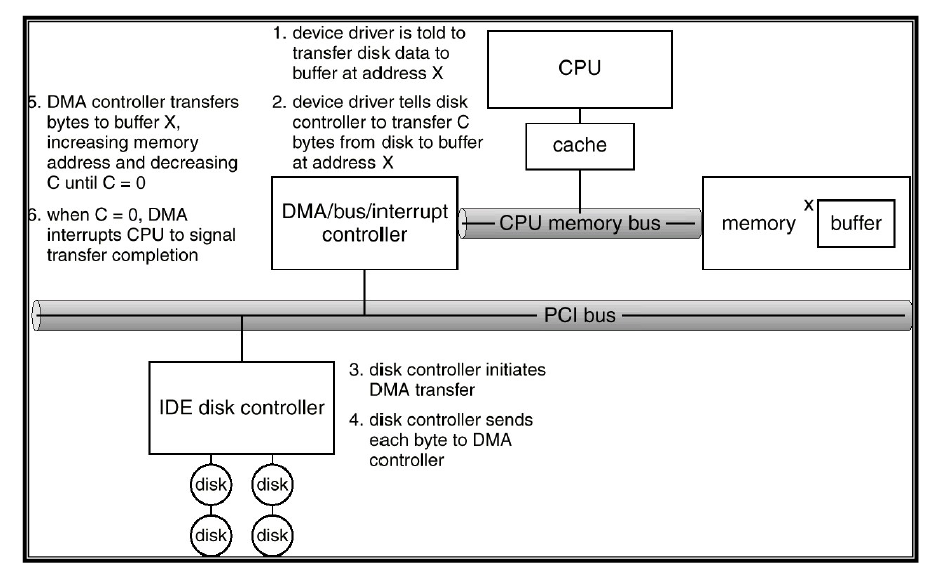 1. device driver is told to
transfer disk data to
buffer at address X
2. device driver tells disk
controller to transfer C
bytes from disk to buffer
at address X
5. DMA controller transfers
bytes to buffer X,
increasing memory
address and decreasing
C until C = 0
6. when C = 0, DMA
interrupts CPU to signal
transfer completion
CPU
cache
DMA/bus/interrupt
controller
CPU memory bus
memory
x
buffer
PCI bus
IDE disk controller
3. disk controller initiates
DMA transfer
4. disk controller sends
each byte to DMA
controller
disk
disk
disk
disk